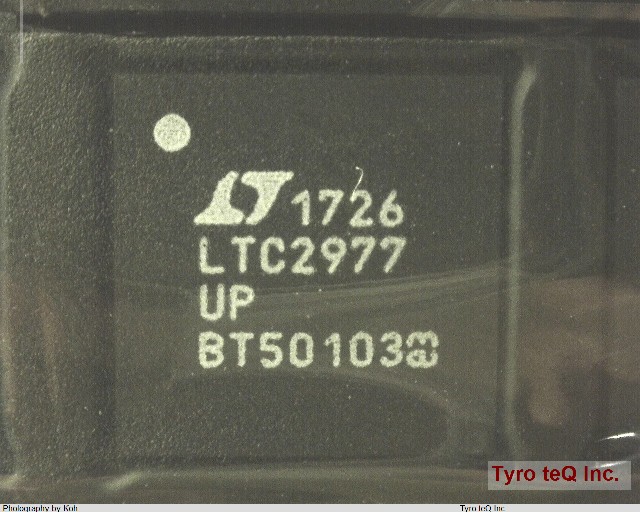 1726
LTC2977
UP
BT50103
Tyro teQ Inc.
Photography by Koh
Tyro teQ Inc